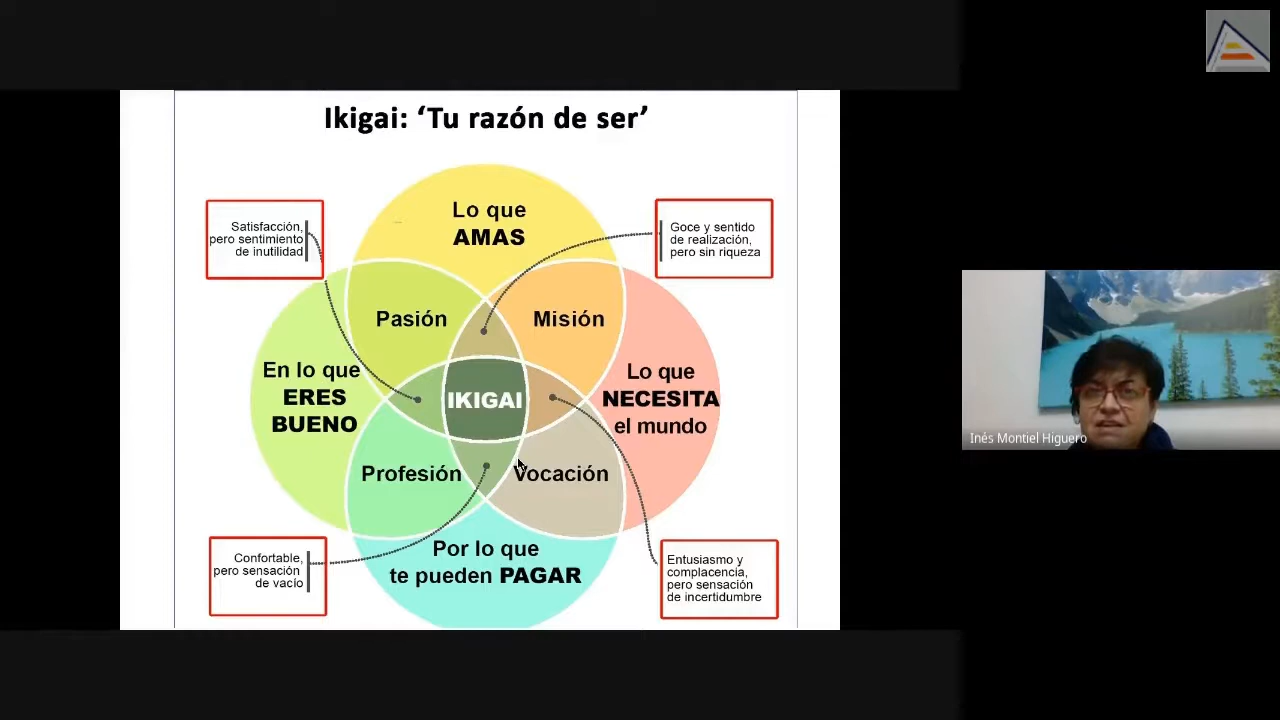 Ikigai: ‘Tu razón de ser’
Lo que
AMAS
Satisfacción,
pero sentimiento
de inutilidad
Goce y sentido
de realización,
pero sin riqueza
Pasión
Misión
En lo que
ERES
BUENO
IKIGAI
Lo que
NECESITA
el mundo
Profesión
Vocación
Por lo que
te pueden PAGAR
Confortable,
pero sensación
de vacío
Entusiasmo y
complacencia,
pero sensación
de incertidumbre
Inés Montiel Higuero